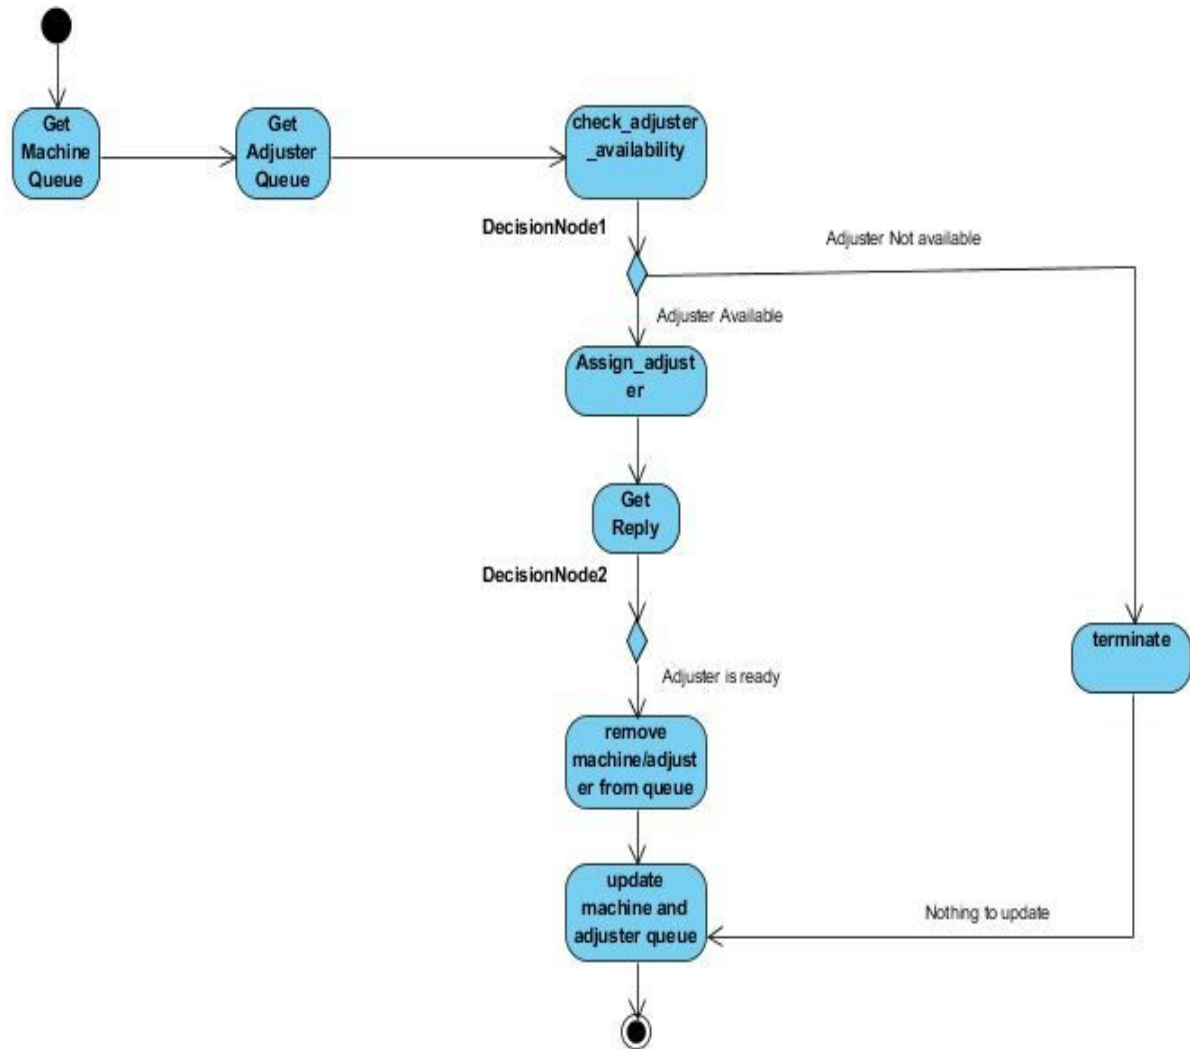 Get
Machine
Queue
Get
Adjuster
Queue
check_adjuster
_availability
DecisionNode1
Adjuster Not available
Adjuster Available
Assign_adjust
er
Get
Reply
DecisionNode2
Adjuster is ready
terminate
remove
machine/adjust
er from queue
update
machine and
adjuster queue
Nothing to update